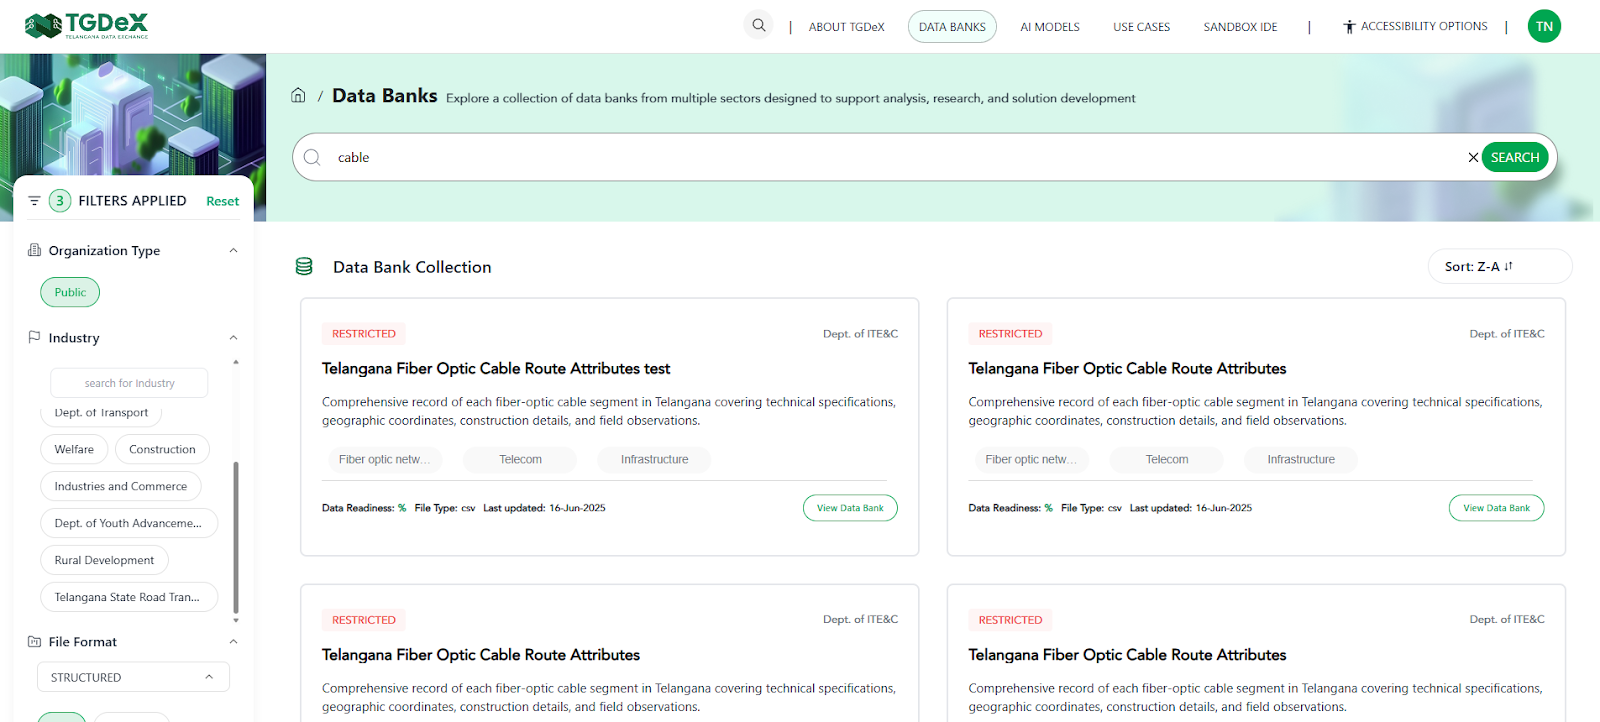 TGDeX
TELANGANA DATA EXCHANGE
ABOUT TGDeX
DATA BANKS
AI MODELS
USE CASES
SANDBOX IDE
ACCESSIBILITY OPTIONS
TN
/ Data Banks Explore a collection of data banks from multiple sectors designed to support analysis, research, and solution development
cable
SEARCH
3 FILTERS APPLIED Reset
Organization Type
Public
Industry
search for Industry
Dept. of Transport
Welfare
Construction
Industries and Commerce
Dept. of Youth Advanceme...
Rural Development
Telangana State Road Tran...
File Format
STRUCTURED
Data Bank Collection
Sort: Z-A
RESTRICTED
Dept. of ITE&C
Telangana Fiber Optic Cable Route Attributes test
Comprehensive record of each fiber-optic cable segment in Telangana covering technical specifications,
geographic coordinates, construction details, and field observations.
Fiber optic netw...
Telecom
Infrastructure
Data Readiness: % File Type: csv Last updated: 16-Jun-2025
View Data Bank
RESTRICTED
Dept. of ITE&C
Telangana Fiber Optic Cable Route Attributes
Comprehensive record of each fiber-optic cable segment in Telangana covering technical specifications,
geographic coordinates, construction details, and field observations.
Fiber optic netw...
Telecom
Infrastructure
Data Readiness: % File Type: csv Last updated: 16-Jun-2025
View Data Bank
RESTRICTED
Dept. of ITE&C
Telangana Fiber Optic Cable Route Attributes
Comprehensive record of each fiber-optic cable segment in Telangana covering technical specifications,
geographic coordinates, construction details, and field observations.
RESTRICTED
Dept. of ITE&C
Telangana Fiber Optic Cable Route Attributes
Comprehensive record of each fiber-optic cable segment in Telangana covering technical specifications,
geographic coordinates, construction details, and field observations.